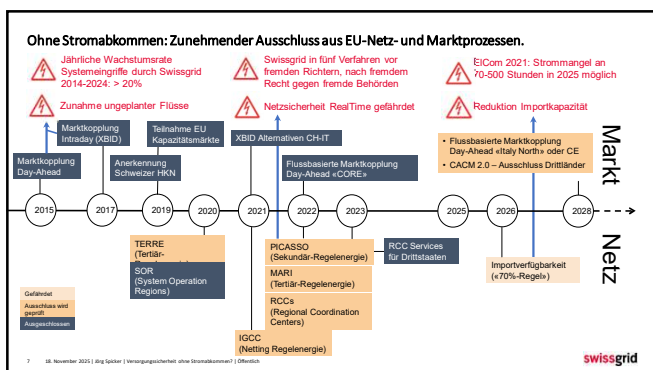 Ohne Stromabkommen: Zunehmender Ausschluss aus EU-Netz- und Marktprozessen.
Jährliche Wachstumsrate
Systemeingriffe durch Swissgrid
2014-2024: > 20%
Zunahme ungeplanter Flüsse
Swissgrid in fünf Verfahren vor
fremden Richtern, nach fremdem
Recht gegen fremde Behörden
Netzsicherheit RealTime gefährdet
ElCom 2021: Strommangel an
70-500 Stunden in 2025 möglich
Reduktion Importkapazität
Marktkopplung
Day-Ahead
Marktkopplung
Intraday (XBID)
Anerkennung
Schweizer HKN
Teilnahme EU
Kapazitätsmärkte
XBID Alternativen CH-IT
Flussbasierte Marktkopplung
Day-Ahead «CORE»
• Flussbasierte Marktkopplung
Day-Ahead «Italy North» oder CE
• CACM 2.0 – Ausschluss Drittländer
Markt
2015
2017
2019
2020
2021
2022
2023
2025
2026
2028
Netz
TERRE
(Tertiär-
SOR
(System Operation
Regions)
IGCC
(Netting Regelenergie)
PICASSO
(Sekundär-Regelenergie)
MARI
(Tertiär-Regelenergie)
RCCs
(Regional Coordination
Centers)
RCC Services
für Drittstaaten
Importverfügbarkeit
(«70%-Regel»)
Gefährdet
Ausschluss wird
geprüft
Ausgeschlossen
7 18. November 2025 | Jörg Spicker | Versorgungssicherheit ohne Stromabkommen? | Öffentlich
swissgrid